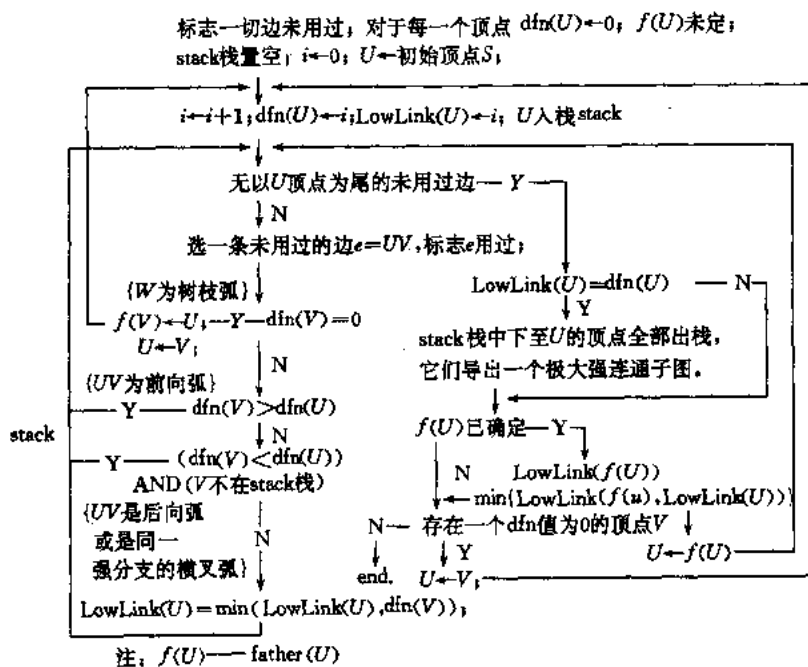 标志一切边未用过；对于每一个顶点 dfn(U)←0；f(U)未定；
stack栈置空；i←0；U←初始顶点S；
i←i+1；dfn(U)←i；LowLink(U)←i；U入栈stack
无以U顶点为尾的未用过边 Y
N
选一条未用过的边e=UV，标志e用过；
LowLink(U)=dfn(U) N
{W为树枝弧}
Y
f(V)←U；Y dfn(V)=0
U←V；
stack栈中下至U的顶点全部出栈，
它们导出一个极大强连通子图。
N
{UV为前向弧}
Y dfn(V)>dfn(U)
f(U)已确定 Y
stack
N
Y (dfn(V)<dfn(U))
AND(V不在stack栈)
N LowLink(f(U))
←min{LowLink(f(u),LowLink(U))}
{UV是后向弧
或是同一
强分支的横叉弧}
N
N 存在一个dfn值为0的顶点V
Y
U←f(U)
end. U←V；
LowLink(U)=min(LowLink(U),dfn(V))；
注：f(U)——father(U)